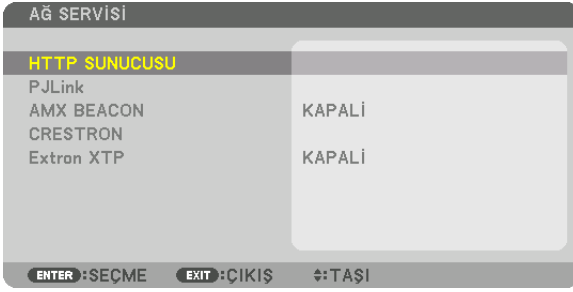 AĞ SERVİSİ
HTTP SUNUCUSU
PJLink
AMX BEACON KAPALİ
CRESTRON
Extron XTP KAPALİ
ENTER :SEÇME EXIT :ÇIKIŞ :TAŞI